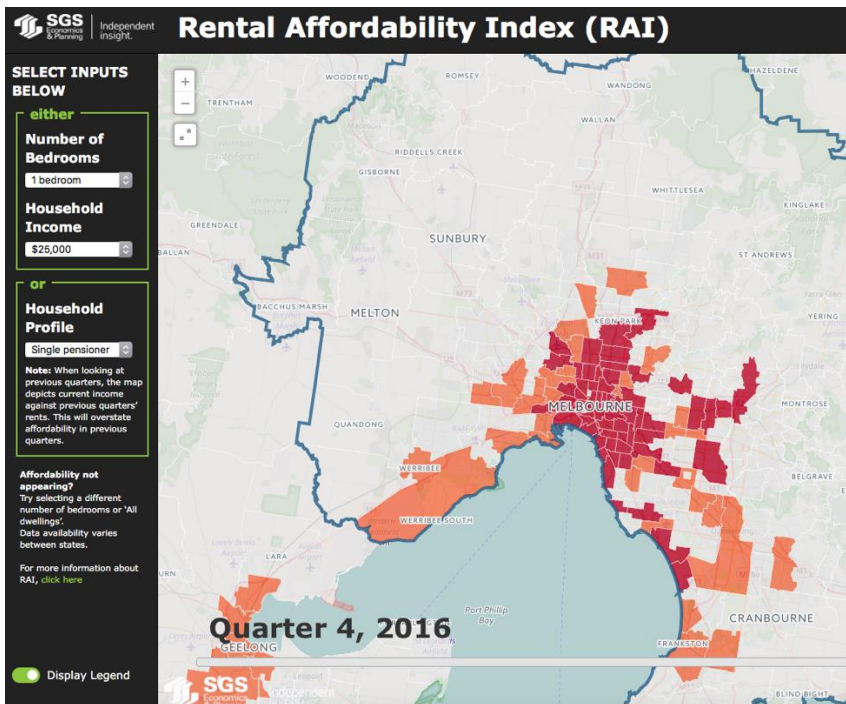 SGS
Economics
& Planning
Independent
insight.
Rental Affordability Index (RAI)
SELECT INPUTS
BELOW
either
Number of
Bedrooms
1 bedroom
Household
Income
$25,000
or
Household
Profile
Single pensioner
Note: When looking at
previous quarters, the map
depicts current income
against previous quarters'
rents. This will overstate
affordability in previous
quarters.
Affordability not
appearing?
Try selecting a different
number of bedrooms or 'All
dwellings'.
Data availability varies
between states.
For more information about
RAI, click here
Display Legend
+
−
WOODEND
ROMSEY
HAZELDENE
WANDONG
TRENTHAM
WALLAN
RIDDELLS CREEK
GISBORNE
WHITTLESEA
KINGLAKE
GREENDALE
SUNBURY
ST ANDREWS
BALLAN
BACCHUS MARSH
MELTON
KEON PARK
YERING
MELBOURNE
MONTROSE
QUANDONG
WERRIBEE
BELGRAVE
WERRIBEE SOUTH
LARA
Port Phillip
Bay
CRANBOURNE
Quarter 4, 2016
GEELONG
FRANKSTON
SGS
Economics
& Planning
Independent
BLIND BIGHT